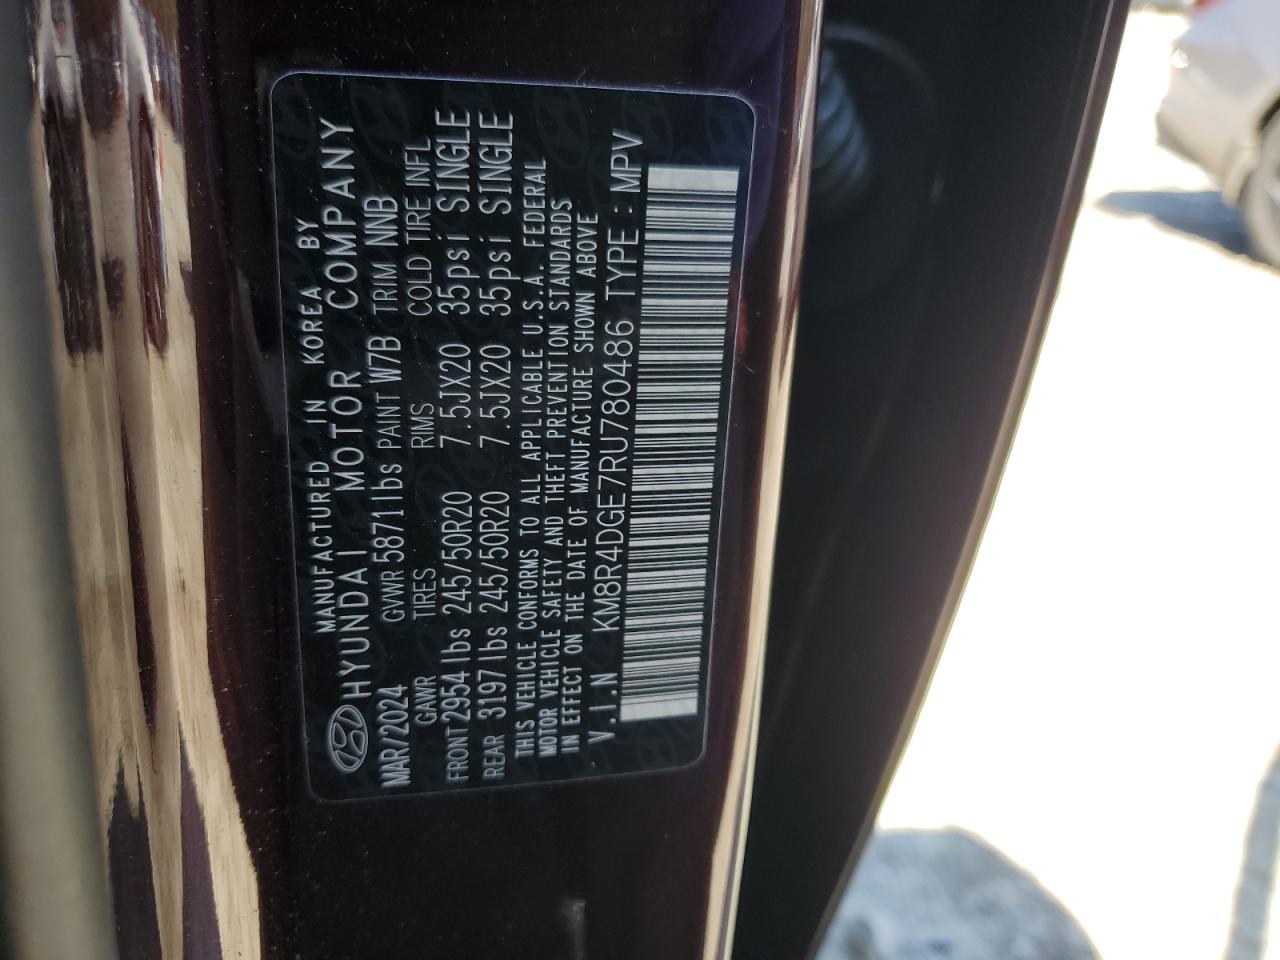 MANUFACTURED IN KOREA BY
HYUNDAI MOTOR COMPANY
MAR/2024 GVWR 5871lbs PAINT W7B TRIM NNB
GAWR TIRES RIMS COLD TIRE INFL
FRONT 2954lbs 245/50R20 7.5JX20 35psi SINGLE
REAR 3197lbs 245/50R20 7.5JX20 35psi SINGLE
THIS VEHICLE CONFORMS TO ALL APPLICABLE U.S.A. FEDERAL
MOTOR VEHICLE SAFETY AND THEFT PREVENTION STANDARDS
IN EFFECT ON THE DATE OF MANUFACTURE SHOWN ABOVE
V.I.N KM8R4DGE7RU780486 TYPE:MPV